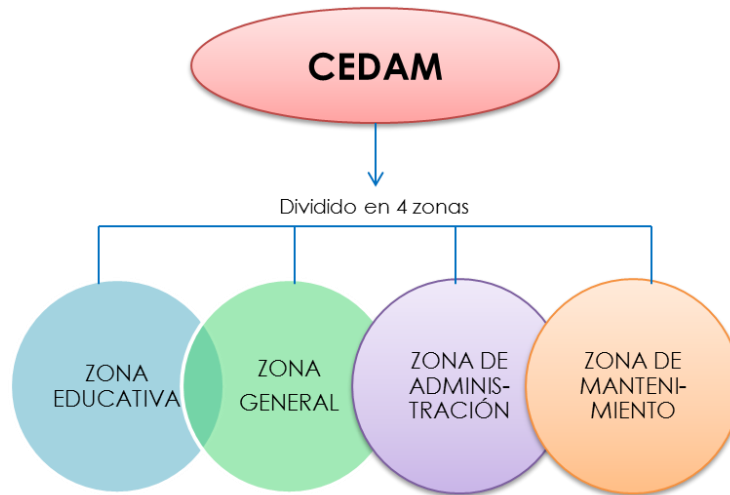 CEDAM
Dividido en 4 zonas
ZONA
EDUCATIVA
ZONA
GENERAL
ZONA DE
ADMINIS-
TRACIÓN
ZONA DE
MANTENI-
MIENTO